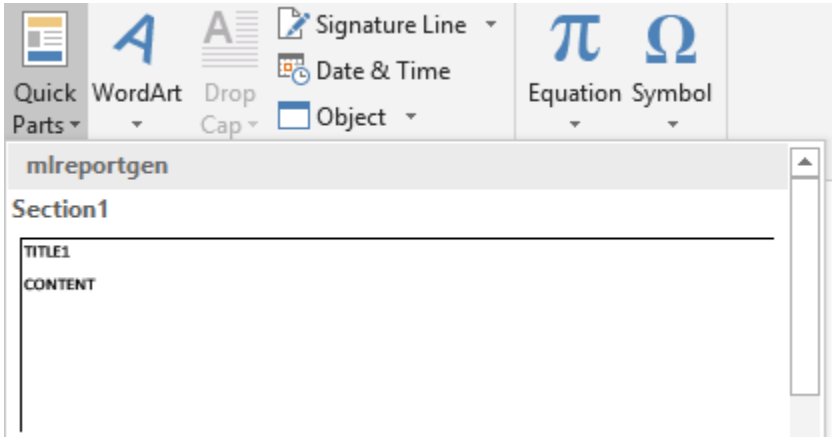 Signature Line
Date & Time
Object
Quick Parts
WordArt
Drop Cap
Equation
Symbol
mlreportgen
Section1
TITLE1
CONTENT